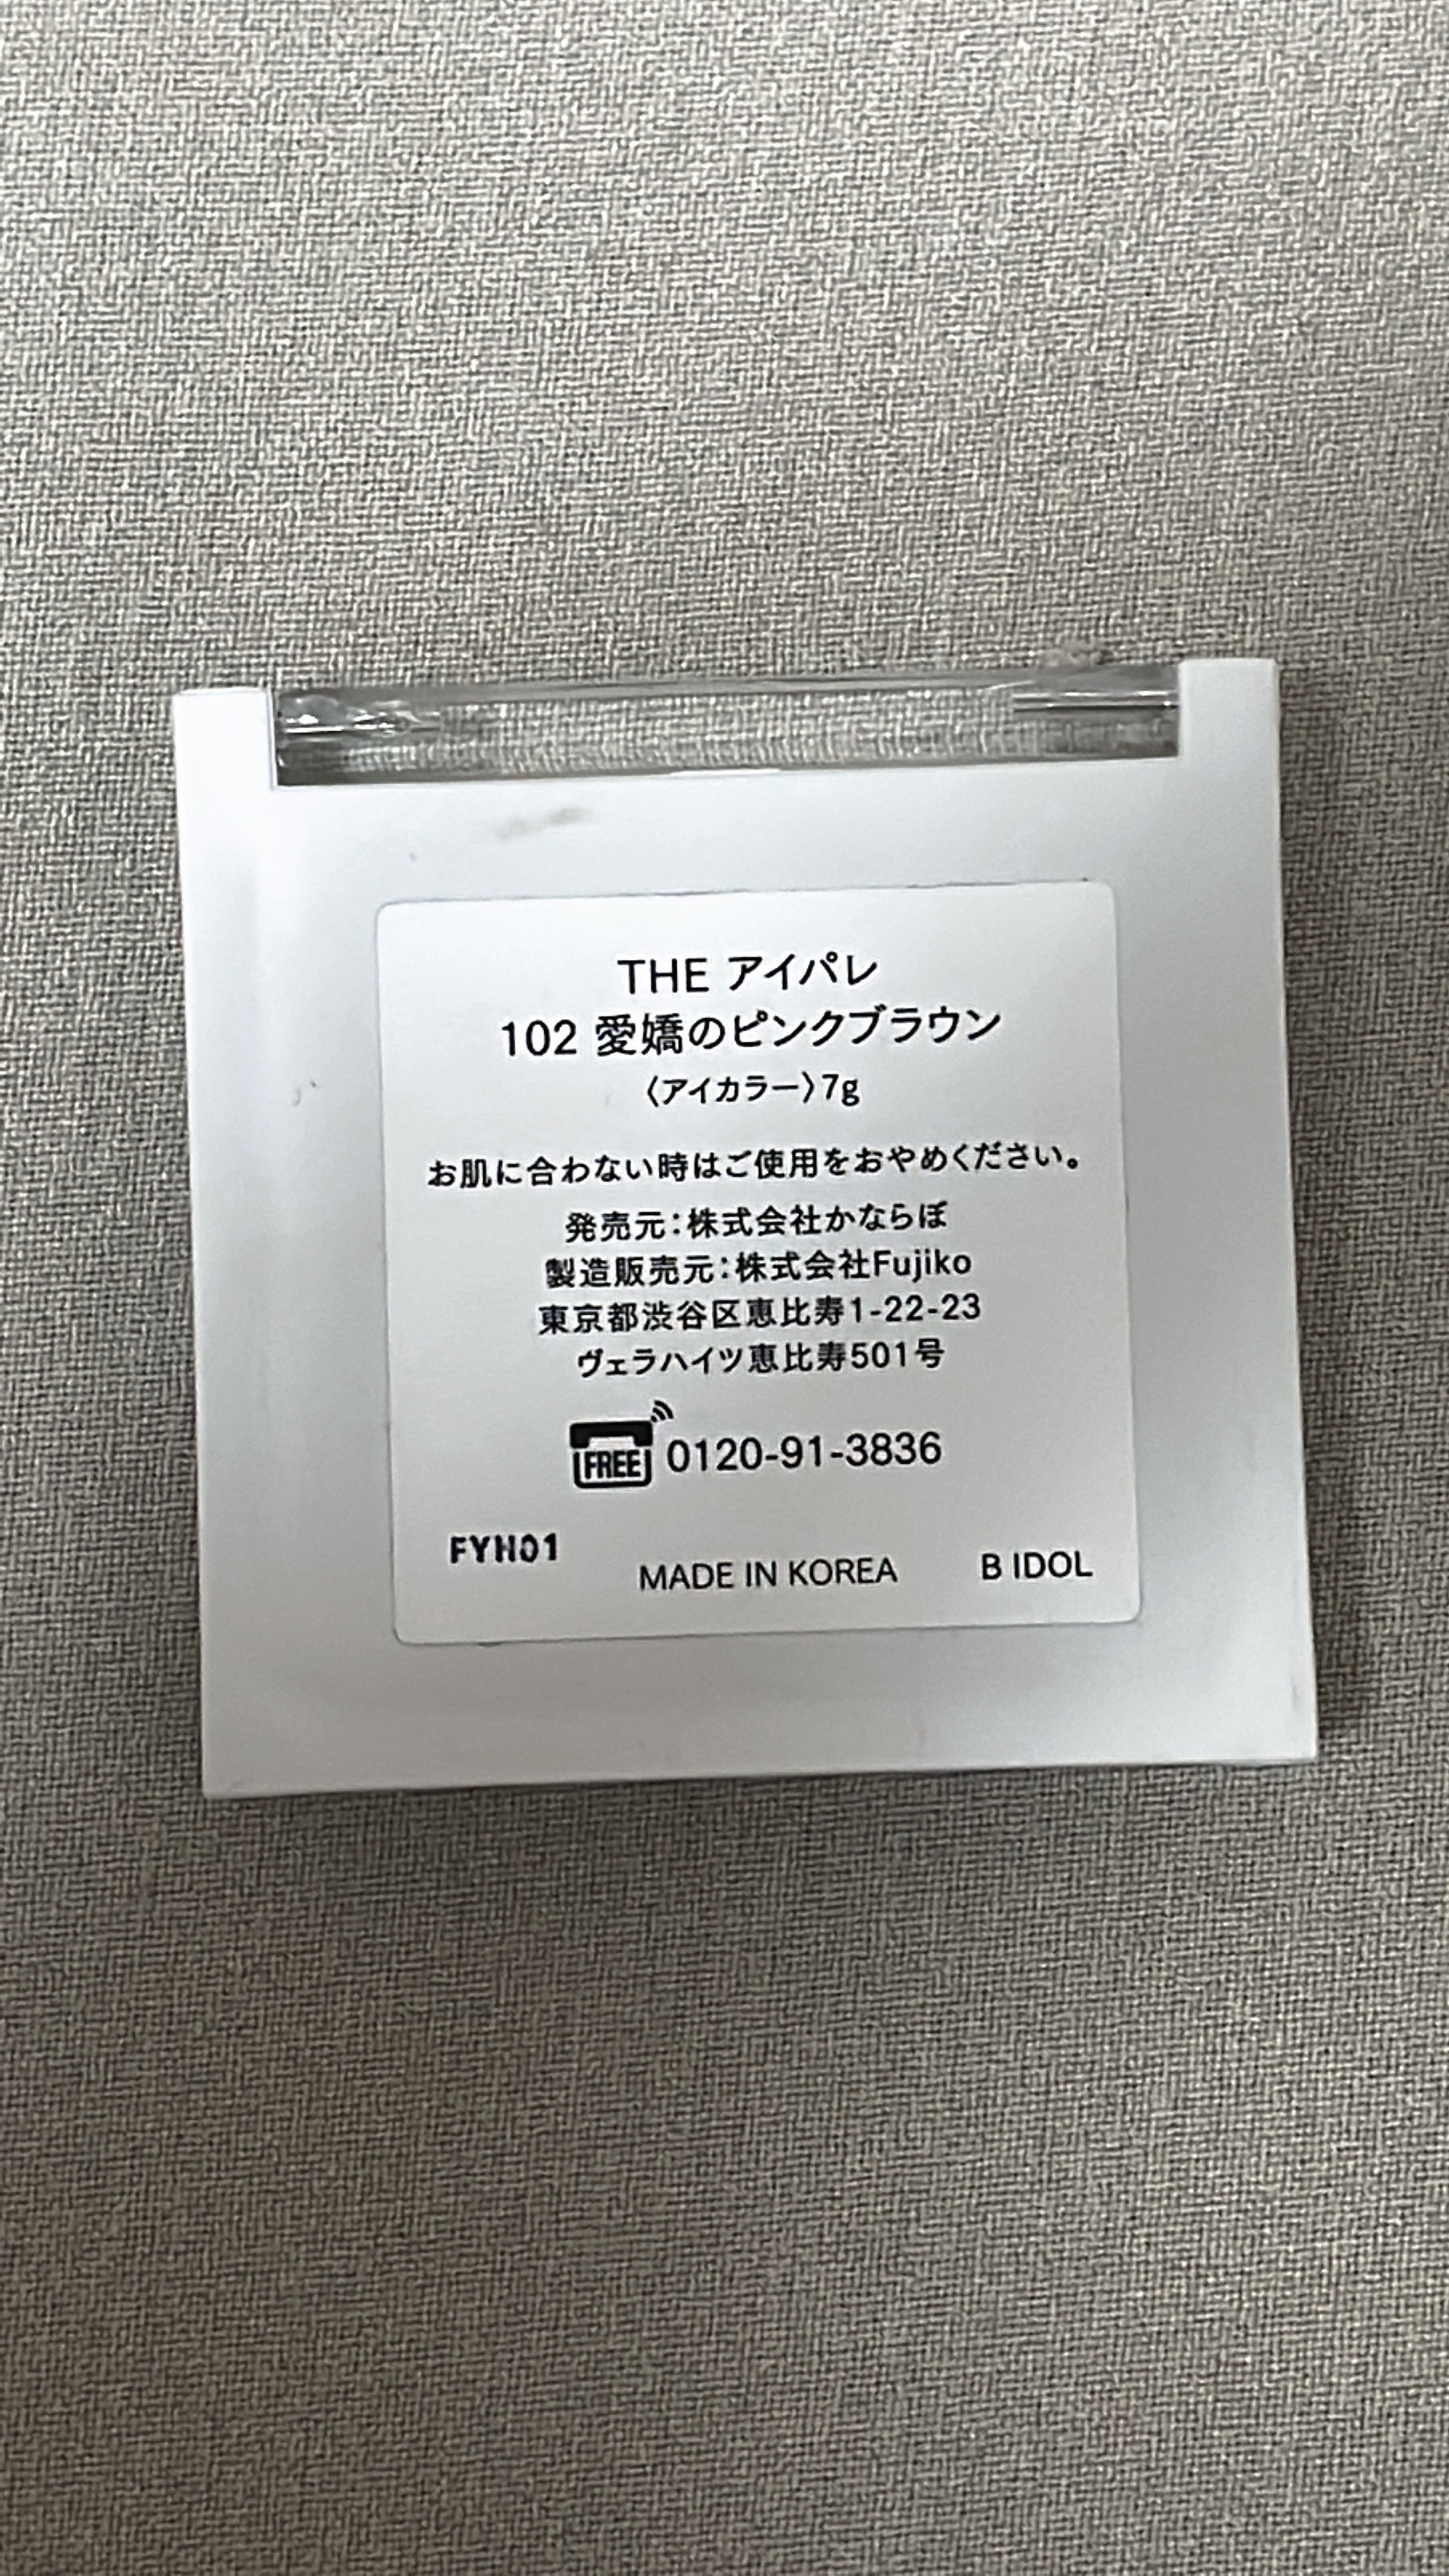 THE アイパレ
102 愛嬌のピンクブラウン
〈アイカラー〉7g
お肌に合わない時はご使用をおやめください。
発売元：株式会社かならぼ
製造販売元：株式会社Fujiko
東京都渋谷区恵比寿1-22-23
ヴェラハイツ恵比寿501号
FREE 0120-91-3836
FYH01
MADE IN KOREA
B IDOL